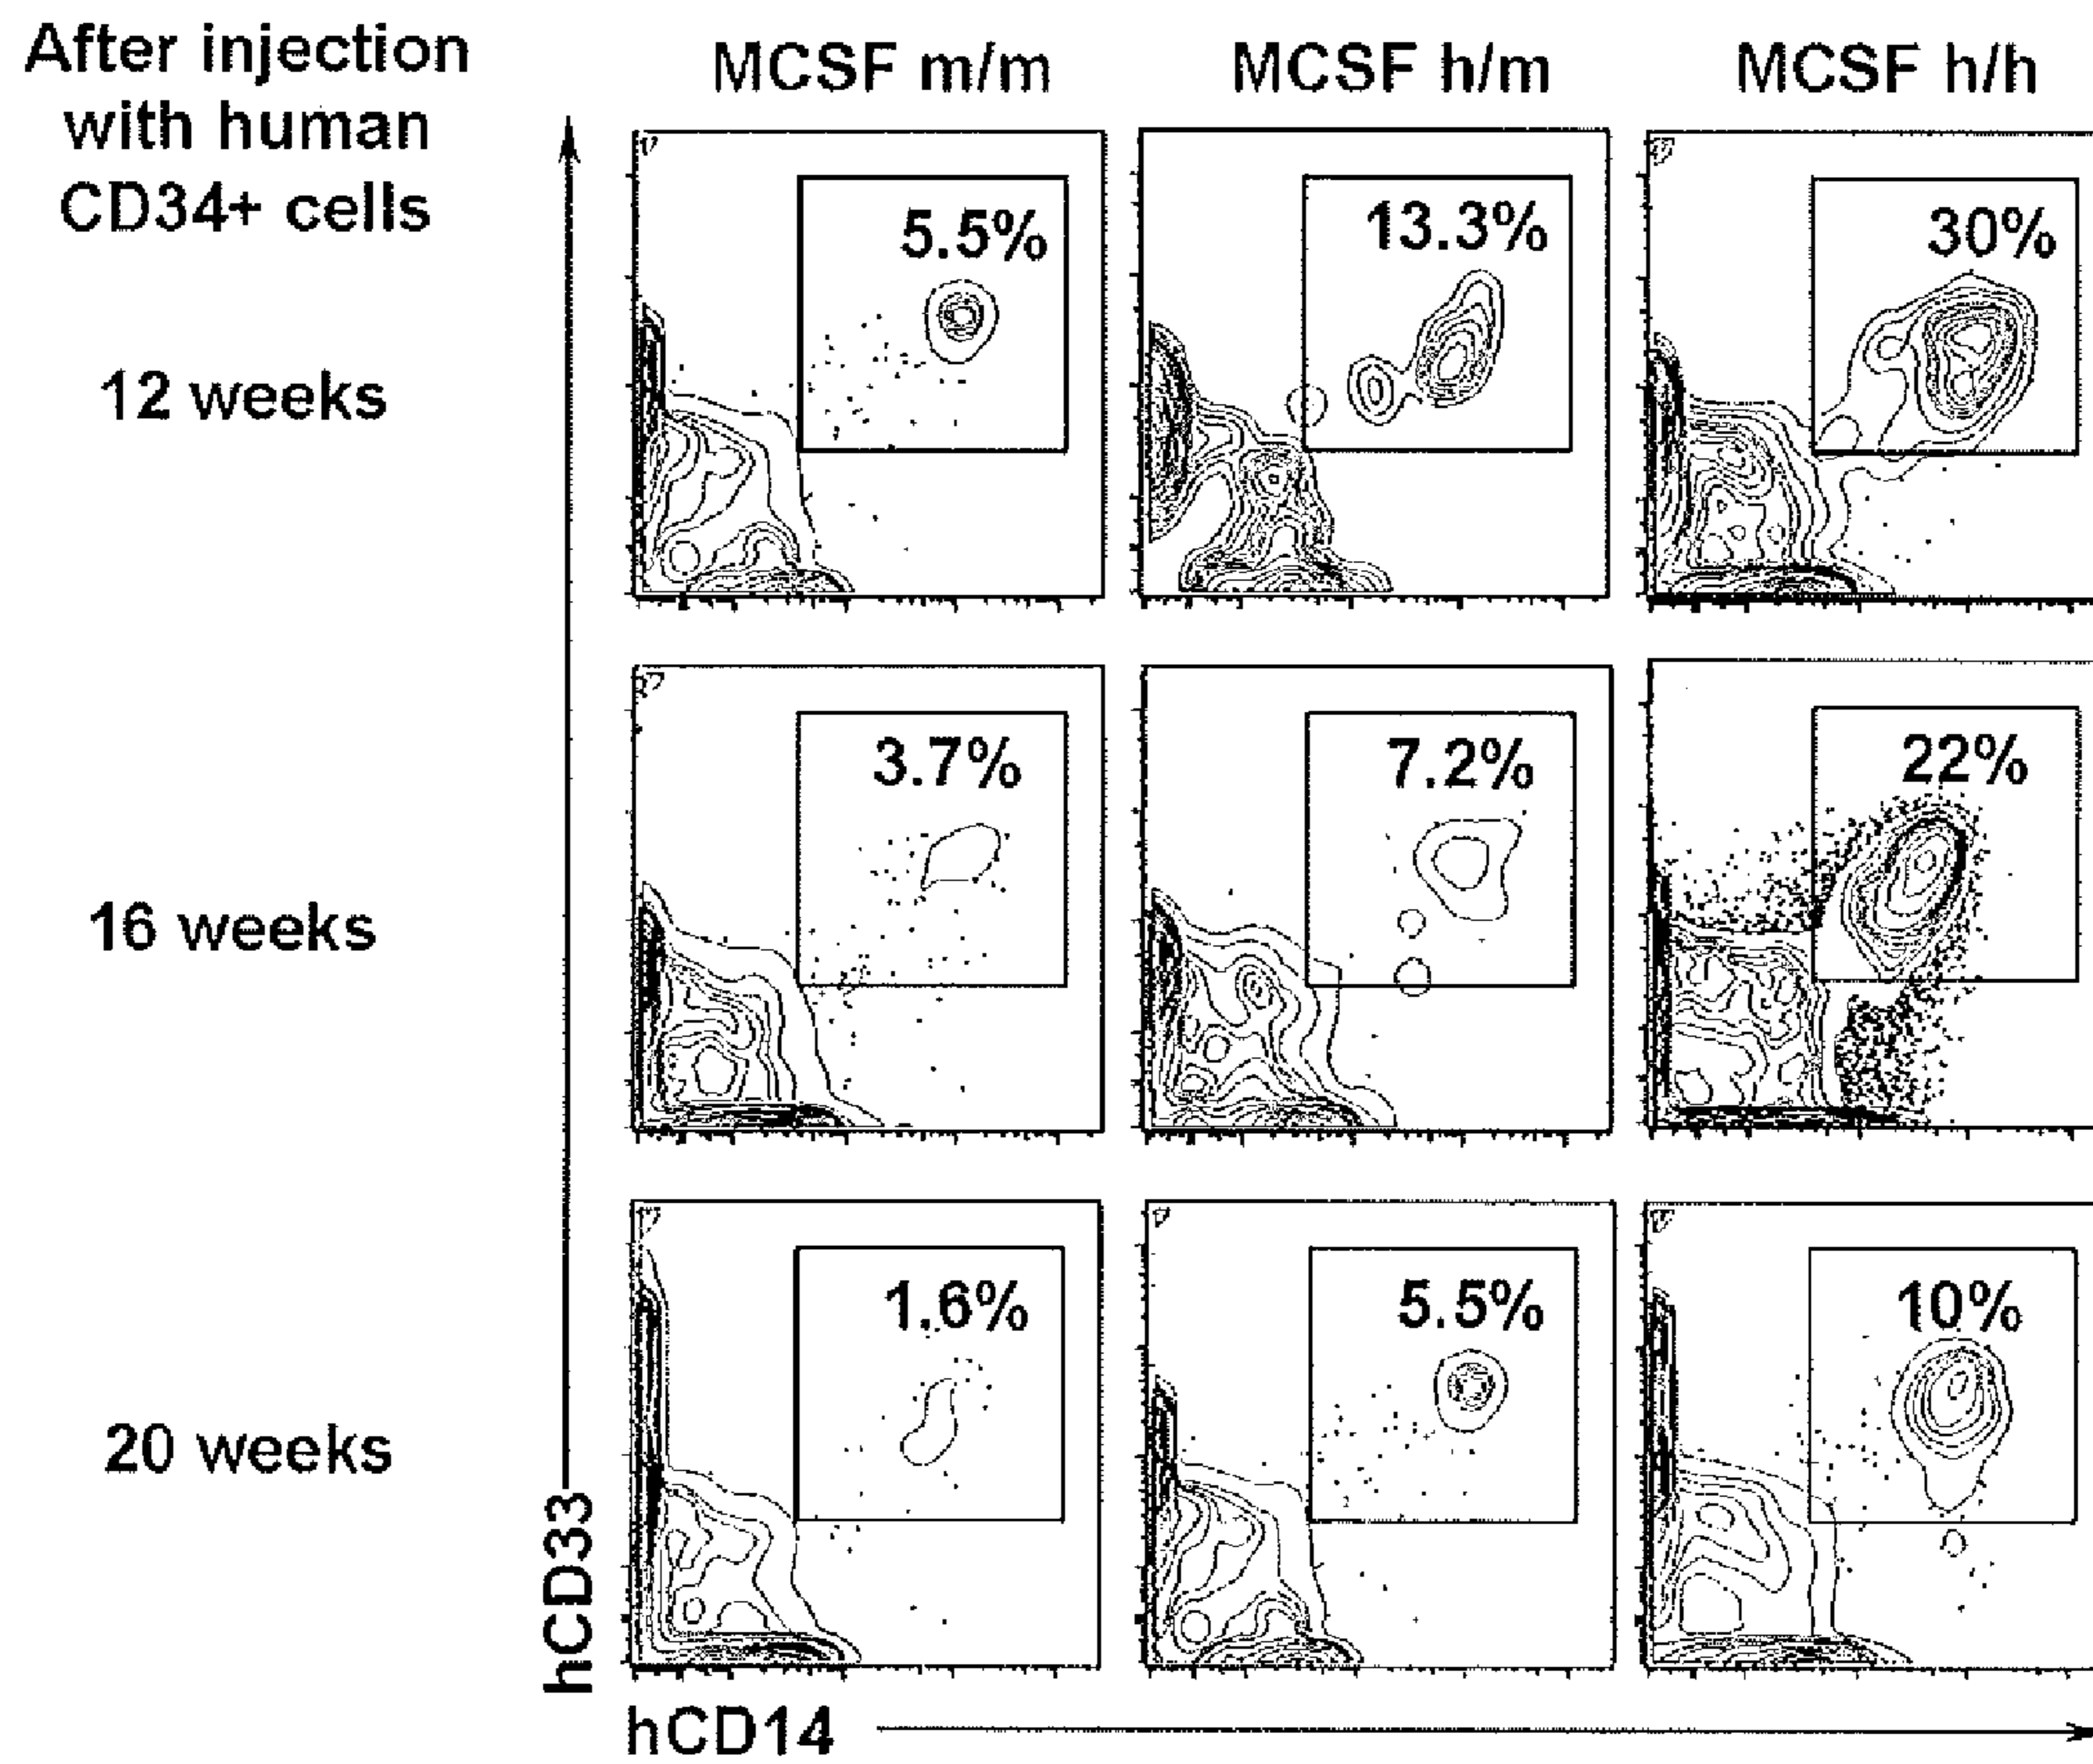 After injection
with human
CD34+ cells
MCSF m/m
MCSF h/m
MCSF h/h
12 weeks
5.5%
13.3%
30%
16 weeks
3.7%
7.2%
22%
20 weeks
1.6%
5.5%
10%
hCD33
hCD14